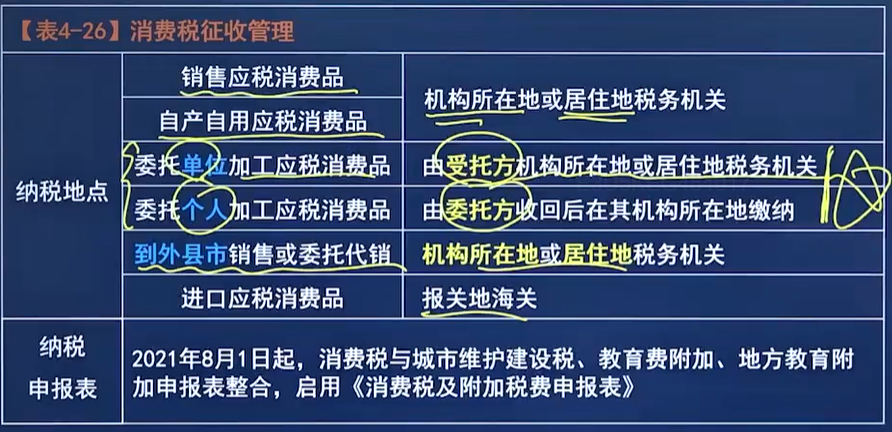 【表4-26】消费税征收管理
纳税地点
销售应税消费品
机构所在地或居住地税务机关
自产自用应税消费品
委托单位加工应税消费品
由受托方机构所在地或居住地税务机关
委托个人加工应税消费品
由委托方收回后在其机构所在地缴纳
到外县市销售或委托代销
机构所在地或居住地税务机关
进口应税消费品
报关地海关
纳税
申报表
2021年8月1日起，消费税与城市维护建设税、教育费附加、地方教育附
加申报表整合，启用《消费税及附加税费申报表》